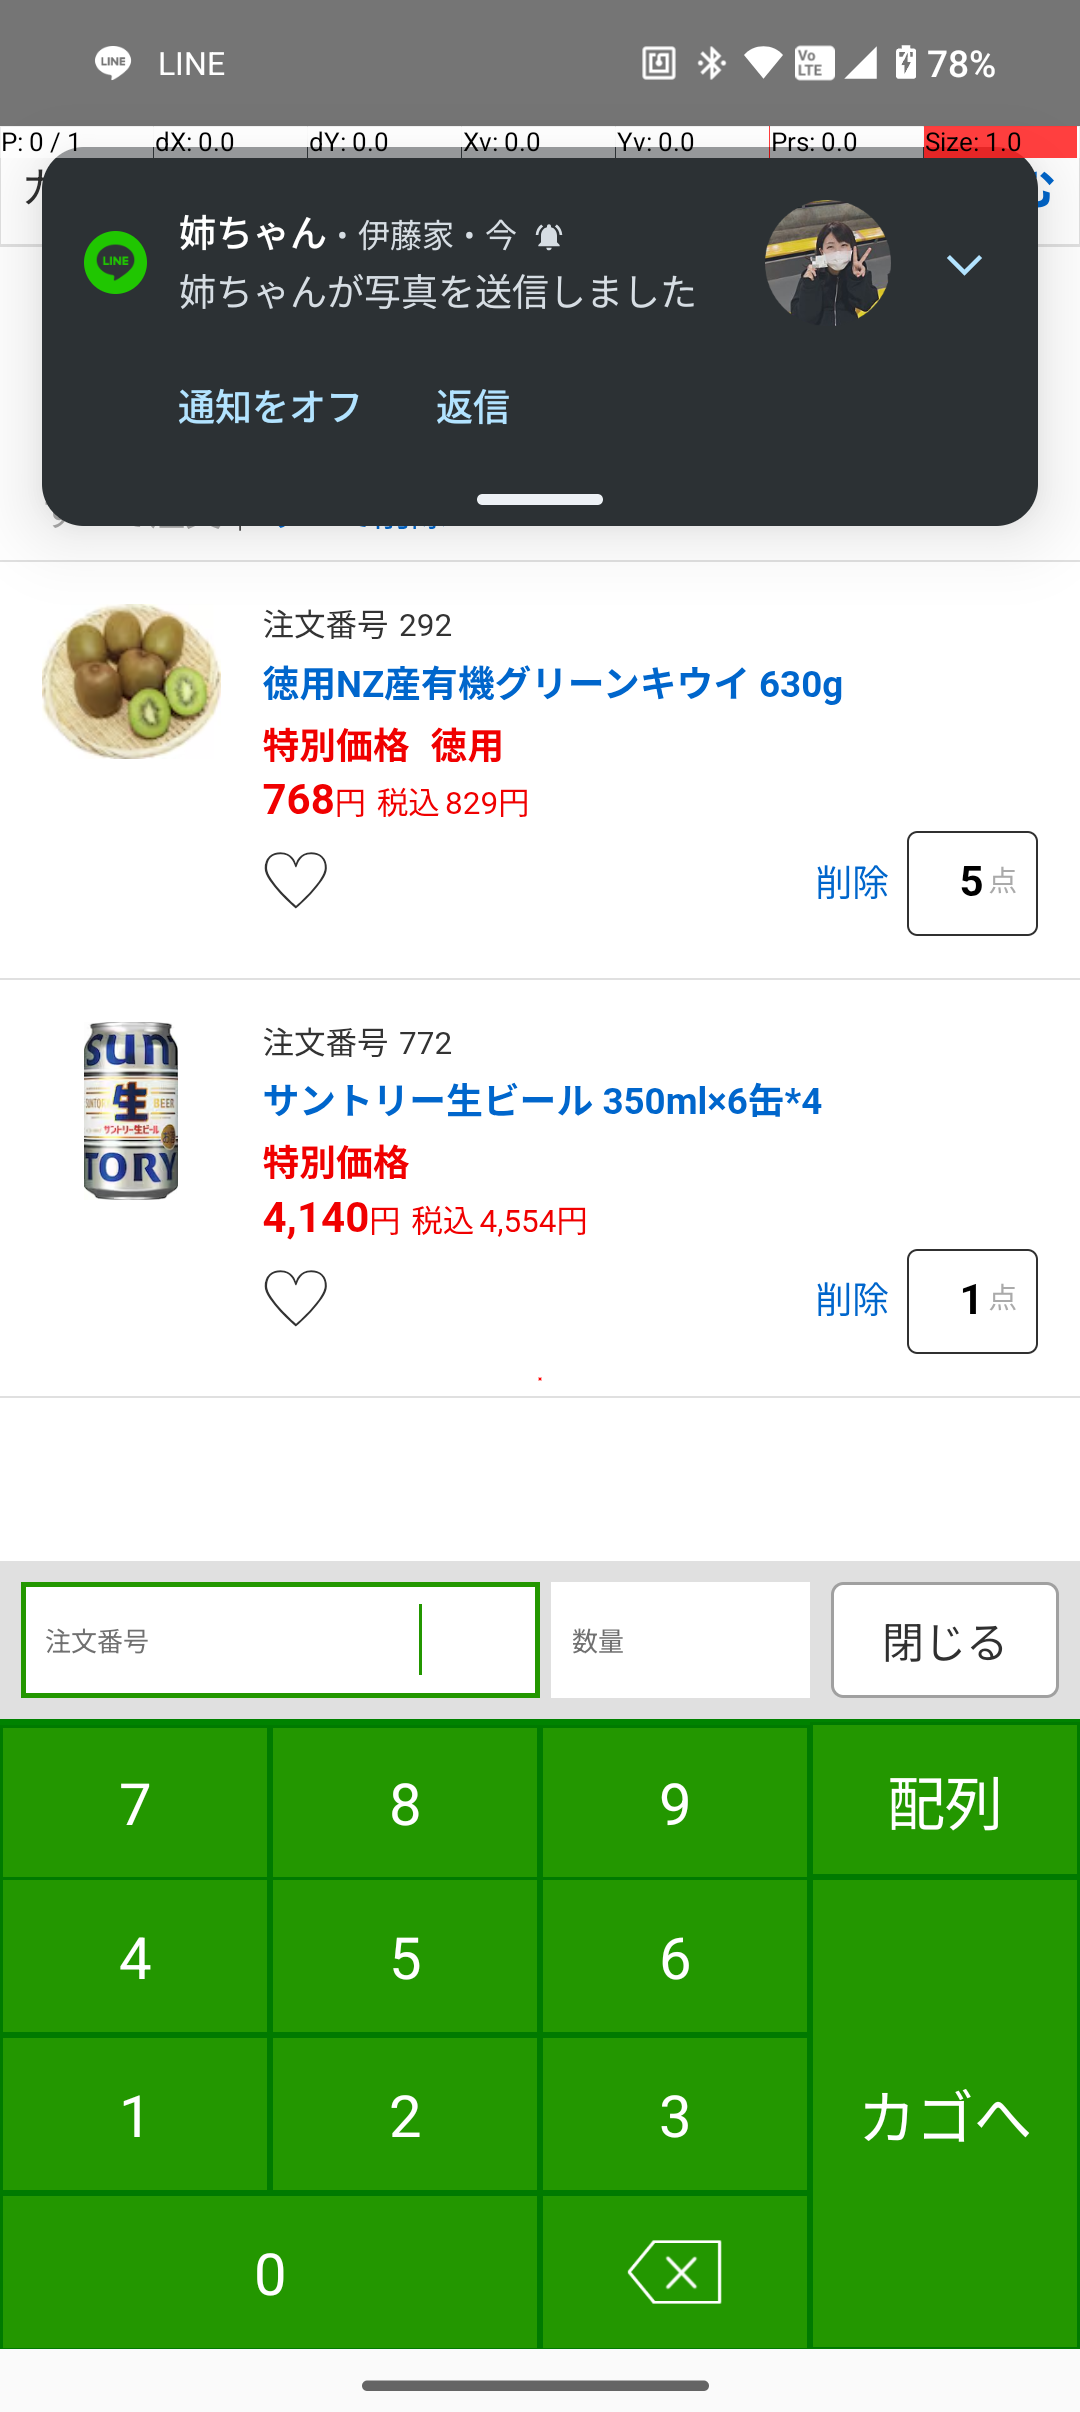 LINE
78%
P: 0 / 1 dX: 0.0 dY: 0.0 Xv: 0.0 Yv: 0.0 Prs: 0.0 Size: 1.0
姉ちゃん・伊藤家・今
LINE
姉ちゃんが写真を送信しました
通知をオフ 返信
注文番号 292
徳用NZ産有機グリーンキウイ 630g
特別価格 徳用
768円 税込 829円
削除 5 点
注文番号 772
サントリー生ビール 350ml×6缶*4
特別価格
4,140円 税込 4,554円
削除 1 点
注文番号 数量 閉じる
7 8 9 配列
4 5 6
1 2 3 カゴへ
0